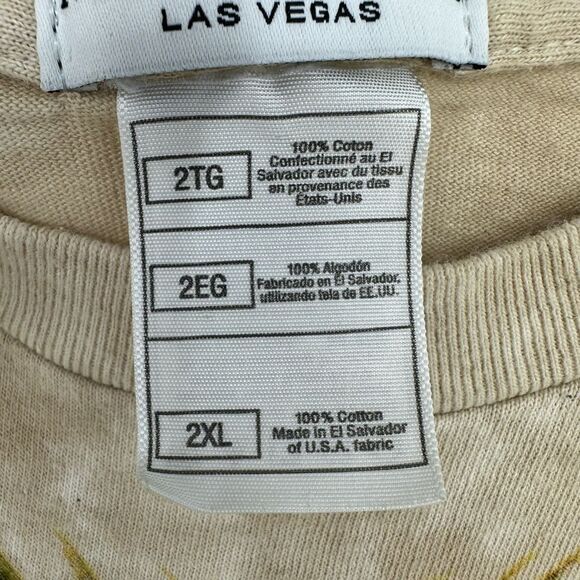 LAS VEGAS
2TG
100% Coton
Confectionné au El
Salvador avec du tissu
en provenance des
États-Unis
2EG
100% Algodón
Fabricado en El Salvador,
utilizando tela de EE.UU.
2XL
100% Cotton
Made in El Salvador
of U.S.A. fabric